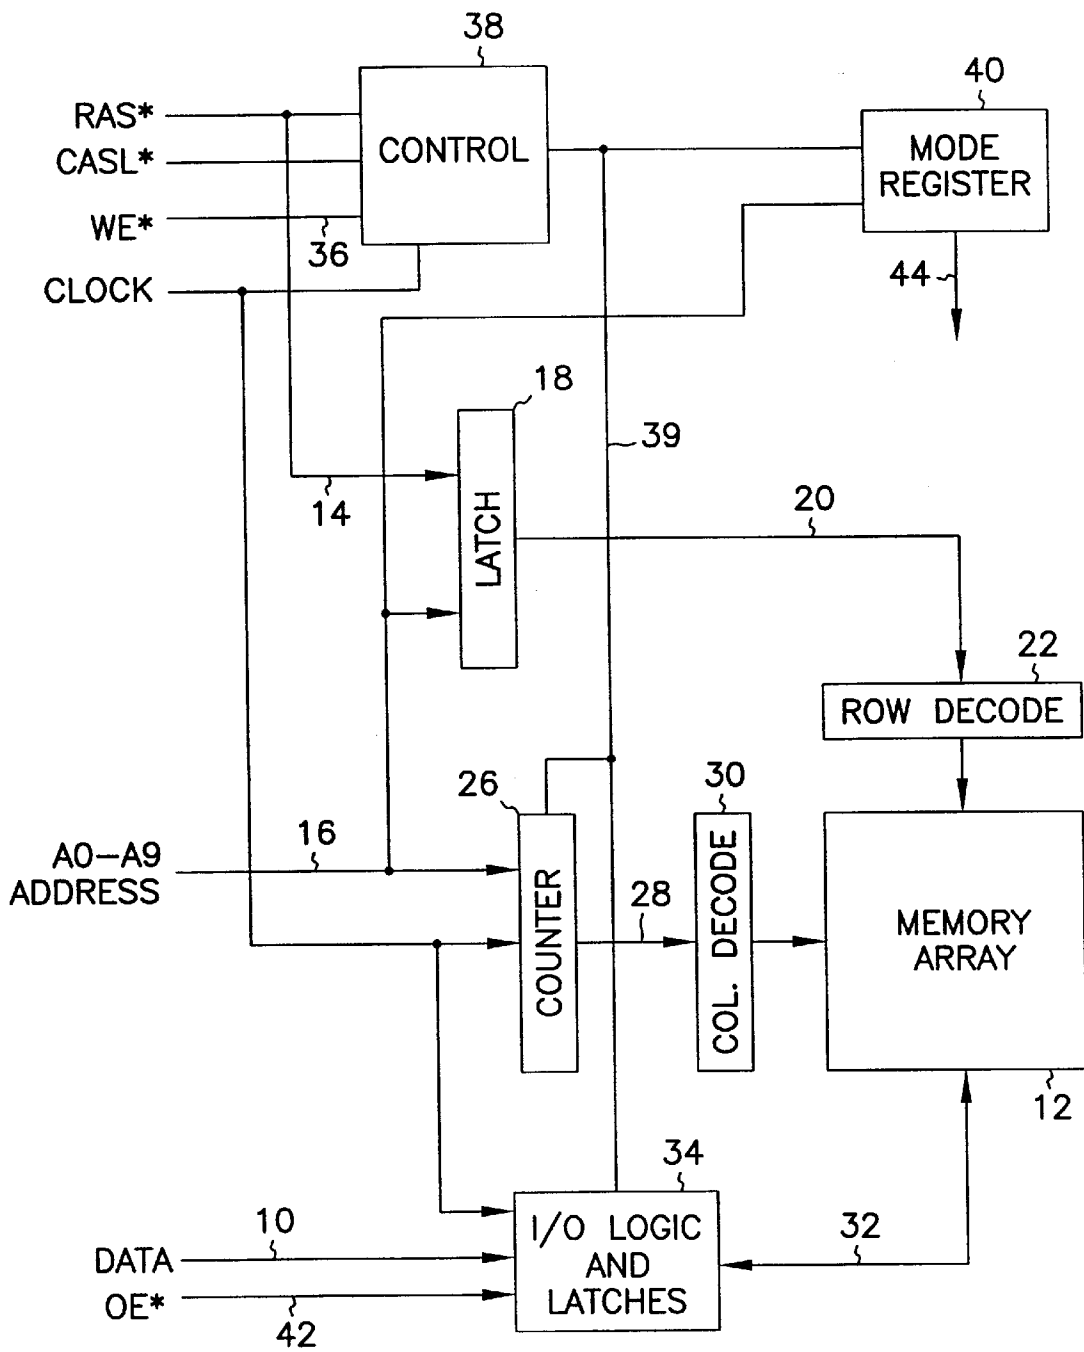 38
40
RAS*
CONTROL
MODE
REGISTER
CASL*
WE*
36
CLOCK
44
18
39
14
LATCH
20
22
ROW DECODE
26
30
A0-A9
ADDRESS
16
COUNTER
28
COL. DECODE
MEMORY
ARRAY
12
34
I/O LOGIC
AND
LATCHES
32
DATA
10
OE*
42